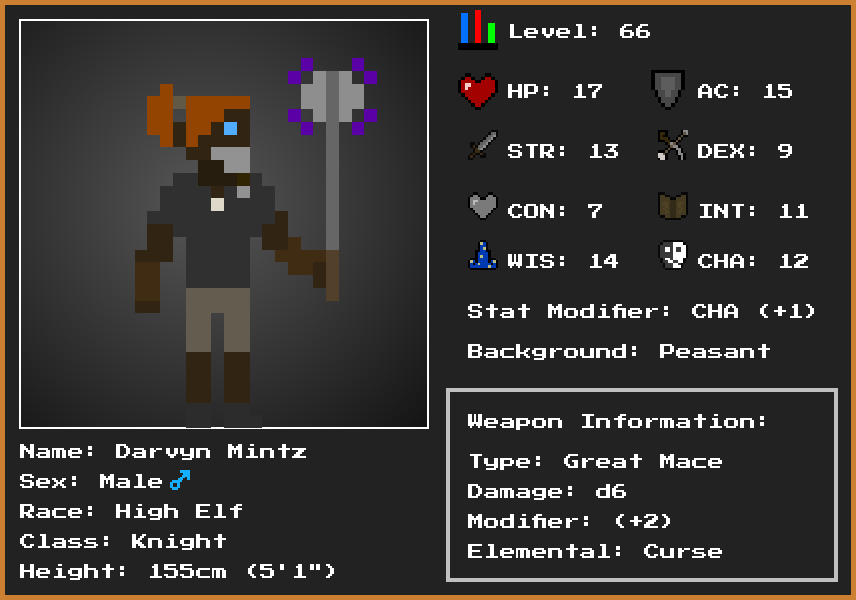 Level: 66
HP: 17
AC: 15
STR: 13
DEX: 9
CON: 7
INT: 11
WIS: 14
CHA: 12
Stat Modifier: CHA (+1)
Background: Peasant
Weapon Information:
Type: Great Mace
Damage: d6
Modifier: (+2)
Elemental: Curse
Name: Darvyn Mintz
Sex: Male♂
Race: High Elf
Class: Knight
Height: 155cm (5'1")